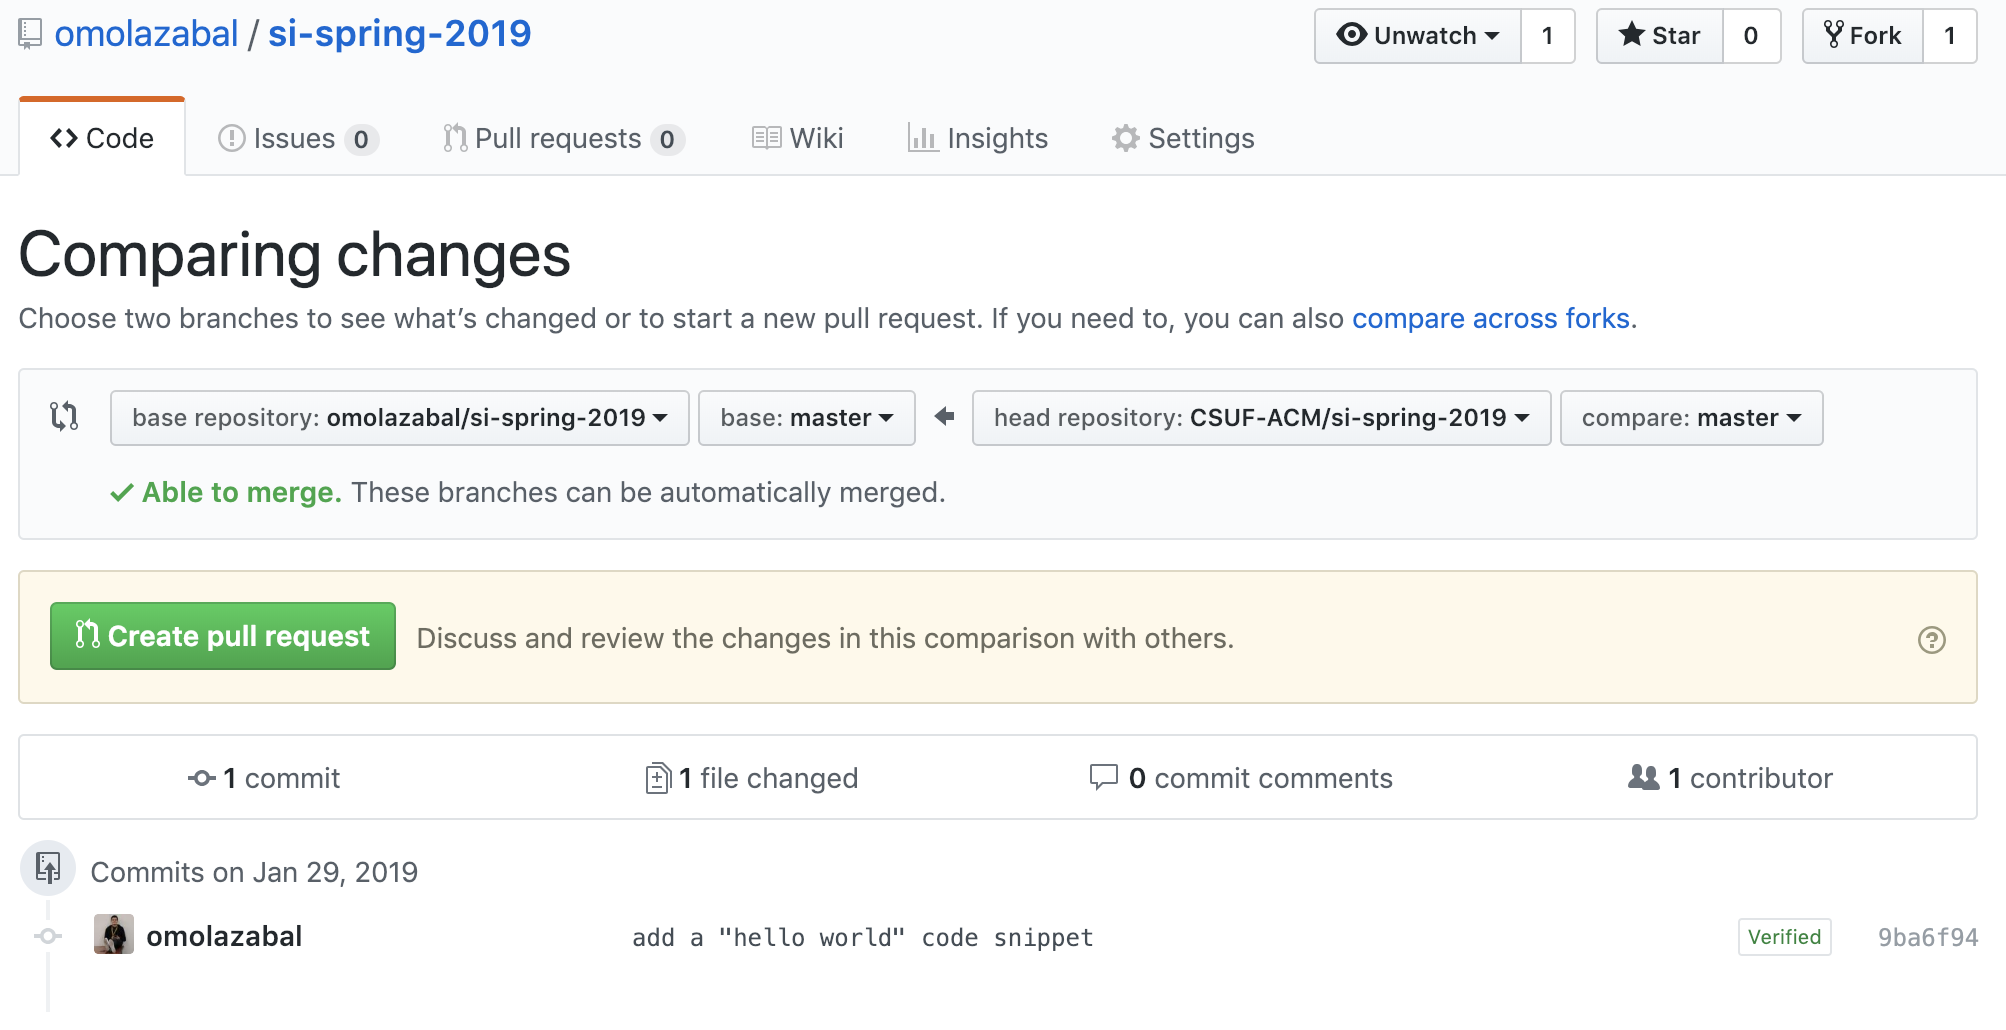 omolazabal / si-spring-2019 Unwatch 1 Star 0 Fork 1
Code Issues 0 Pull requests 0 Wiki Insights Settings
Comparing changes
Choose two branches to see what’s changed or to start a new pull request. If you need to, you can also compare across forks.
base repository: omolazabal/si-spring-2019 base: master head repository: CSUF-ACM/si-spring-2019 compare: master
Able to merge. These branches can be automatically merged.
Create pull request Discuss and review the changes in this comparison with others.
1 commit 1 file changed 0 commit comments 1 contributor
Commits on Jan 29, 2019
omolazabal add a "hello world" code snippet Verified 9ba6f94